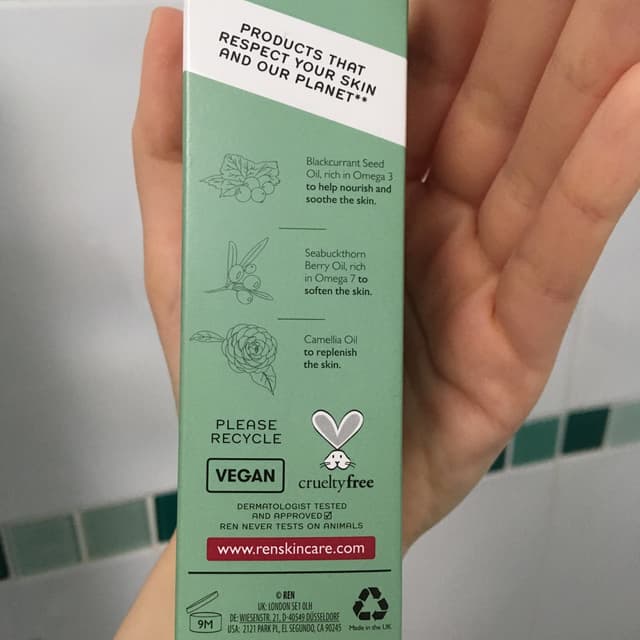 PRODUCTS THAT
RESPECT YOUR SKIN
AND OUR PLANET**
Blackcurrant Seed
Oil, rich in Omega 3
to help nourish and
soothe the skin.
Seabuckthorn
Berry Oil, rich
in Omega 7 to
soften the skin.
Camellia Oil
to replenish
the skin.
PLEASE
RECYCLE
VEGAN
crueltyfree
DERMATOLOGIST TESTED
AND APPROVED
REN NEVER TESTS ON ANIMALS
www.renskincare.com
9M
© REN
UK: LONDON SE1 0LH
DE: WIESENSTR. 21, D-40549 DÜSSELDORF
USA: 2121 PARK PL, EL SEGUNDO, CA 90245
Made in the UK